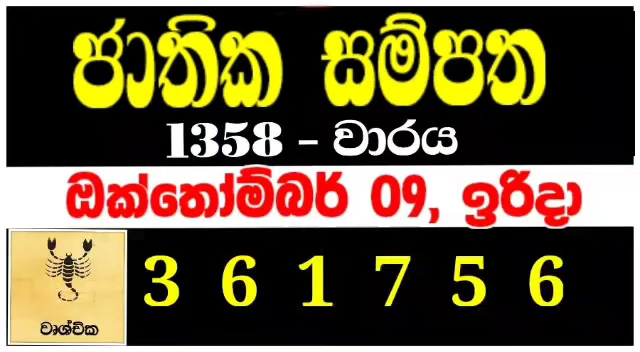 ජාතික සම්පත
1358 - වාරය
ඔක්තෝම්බර් 09, ඉරිදා
3 6 1 7 5 6
වෘශ්චික